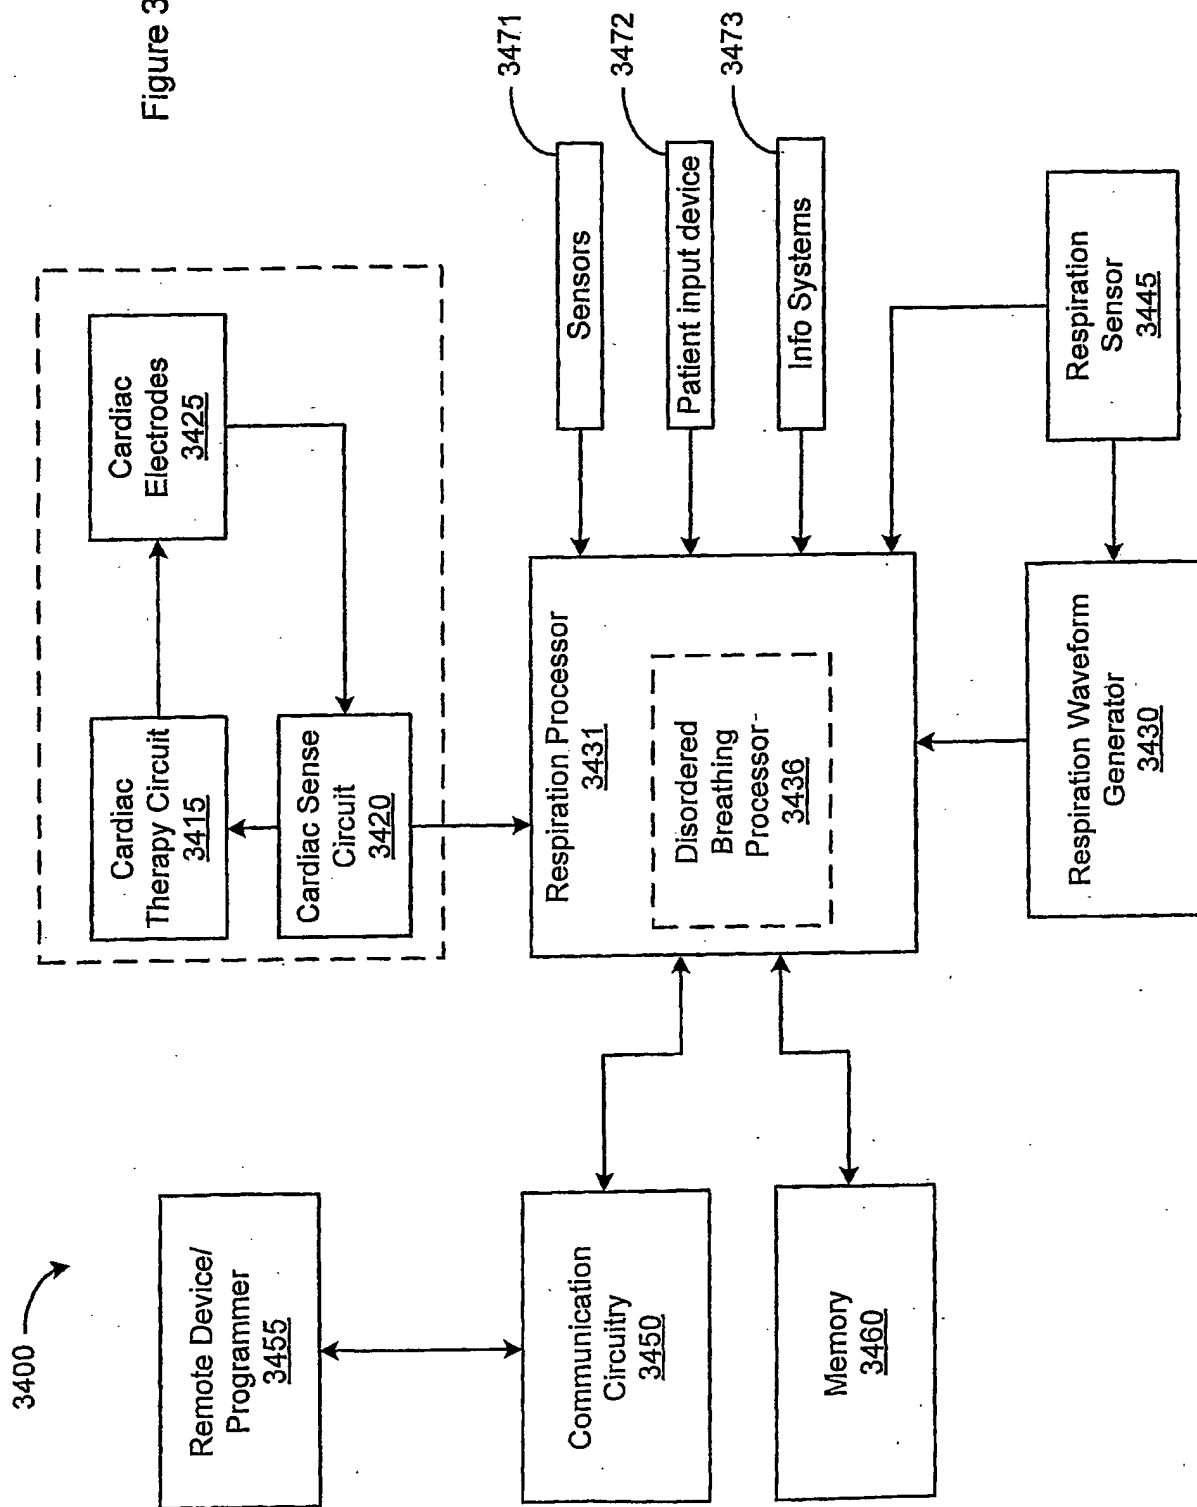 Figure 3
3400
Remote Device/
Programmer
3455
Communication
Circuitry
3450
Memory
3460
Cardiac
Therapy Circuit
3415
Cardiac Sense
Circuit
3420
Cardiac
Electrodes
3425
Respiration Processor
3431
Disordered
Breathing
Processor
3436
Sensors
3471
Patient input device
3472
Info Systems
3473
Respiration Waveform
Generator
3430
Respiration
Sensor
3445